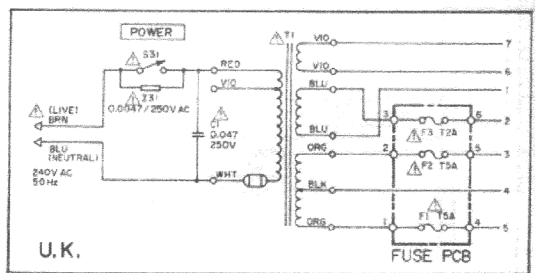 POWER
S31
T1
VIO
7
RED
VIO
6
VIO
BLU
1
(LIVE)
BRN
Z31
0.0047/250V AC
3
F3 T2A
6
2
0.047
250V
BLU
ORG
2
F2 T5A
5
3
BLU
(NEUTRAL)
240V AC
50Hz
WHT
BLK
4
ORG
1
F1 T5A
4
5
U.K.
FUSE PCB